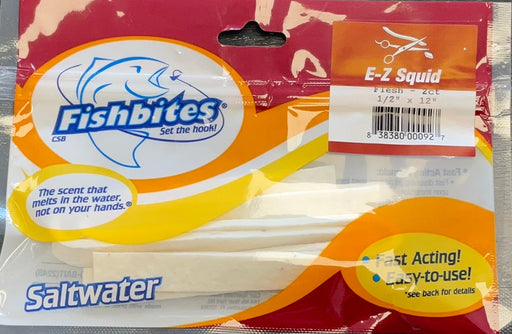 Fishbites®
Set the hook!
CSB
The scent that
melts in the water,
not on your hands.®
Saltwater
E-Z Squid
Flesh - 2ct
1/2" x 12"
8 38380 00092 7
• Fast Acting!
• Easy-to-use!
*see back for details